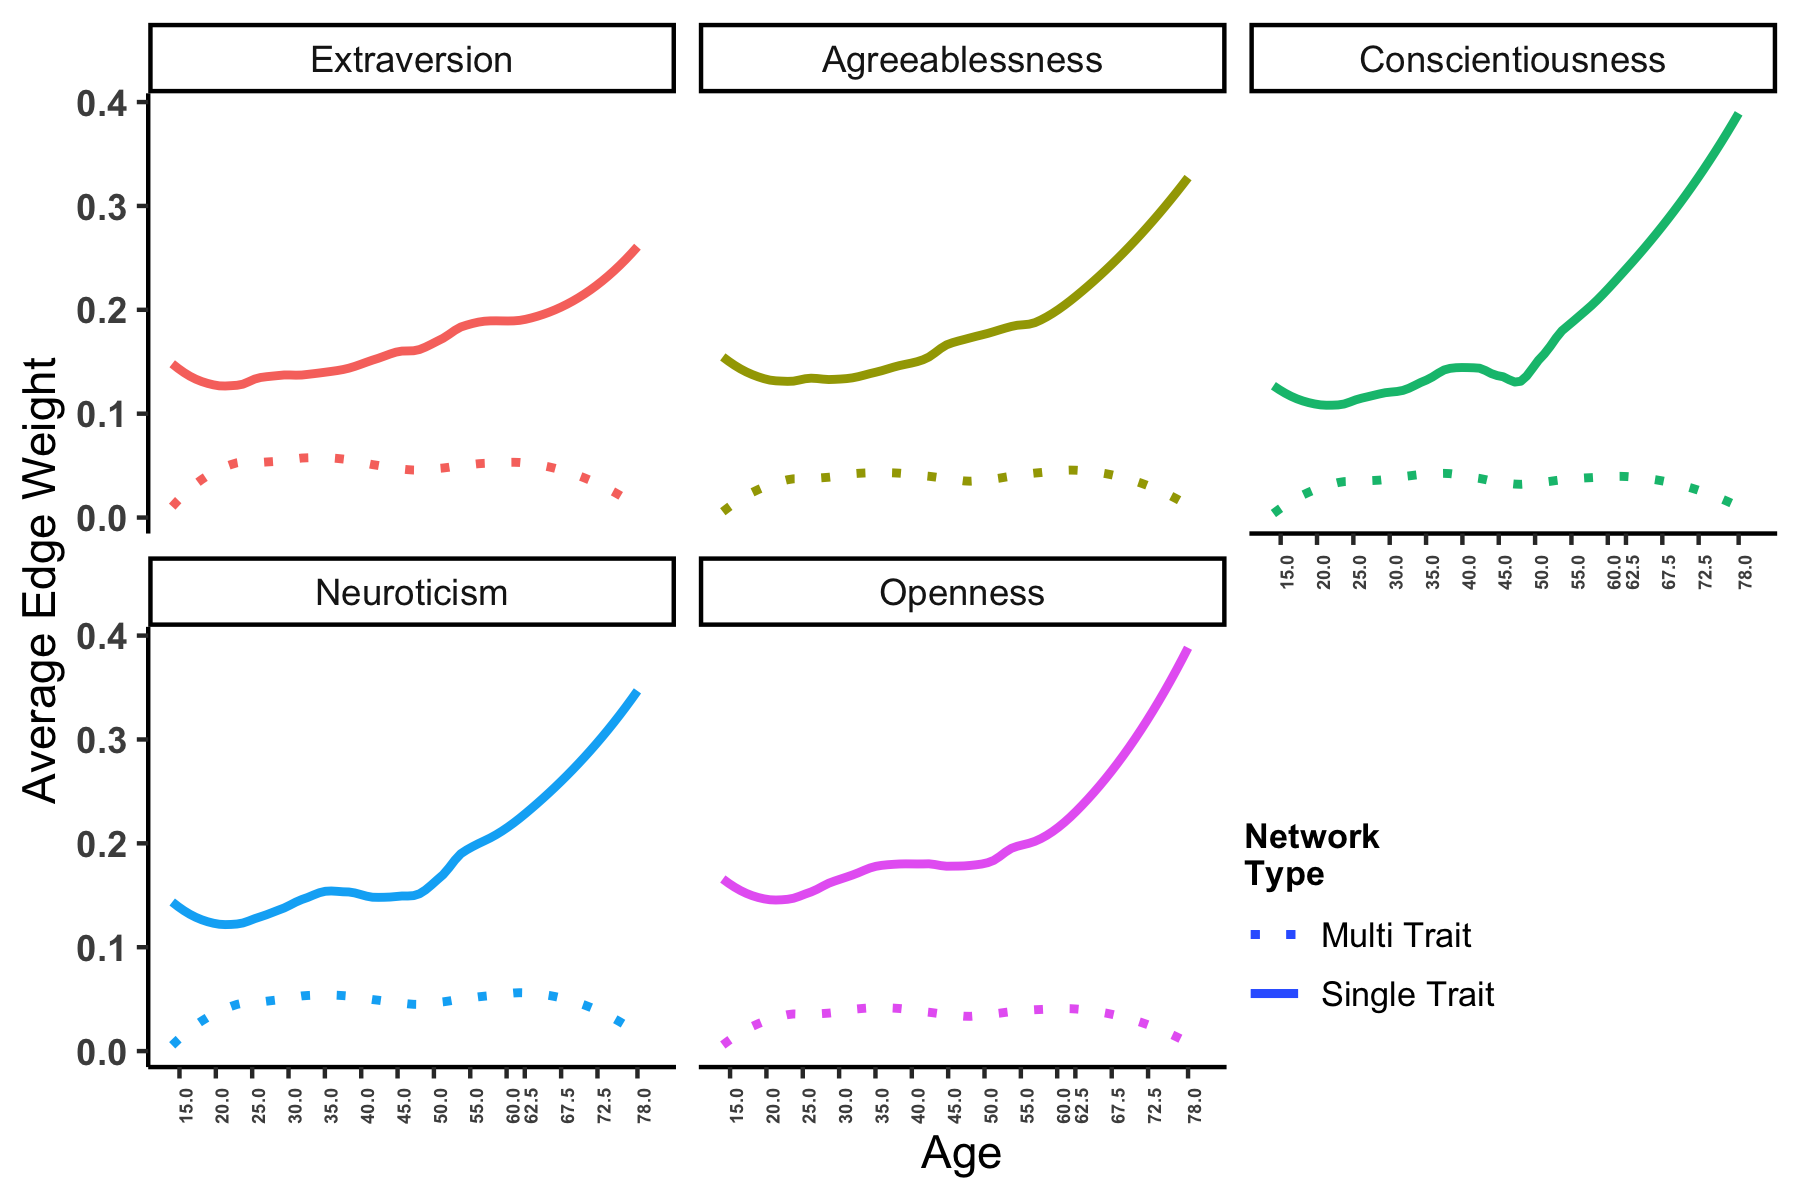 Extraversion
Agreeablessness
Conscientiousness
0.4
0.3
0.2
0.1
0.0
15.0 20.0 25.0 30.0 35.0 40.0 45.0 50.0 55.0 60.0 62.5 67.5 72.5 78.0
Average Edge Weight
Neuroticism
Openness
0.4
0.3
0.2
0.1
0.0
15.0 20.0 25.0 30.0 35.0 40.0 45.0 50.0 55.0 60.0 62.5 67.5 72.5 78.0
15.0 20.0 25.0 30.0 35.0 40.0 45.0 50.0 55.0 60.0 62.5 67.5 72.5 78.0
Age
Network
Type
Multi Trait
Single Trait